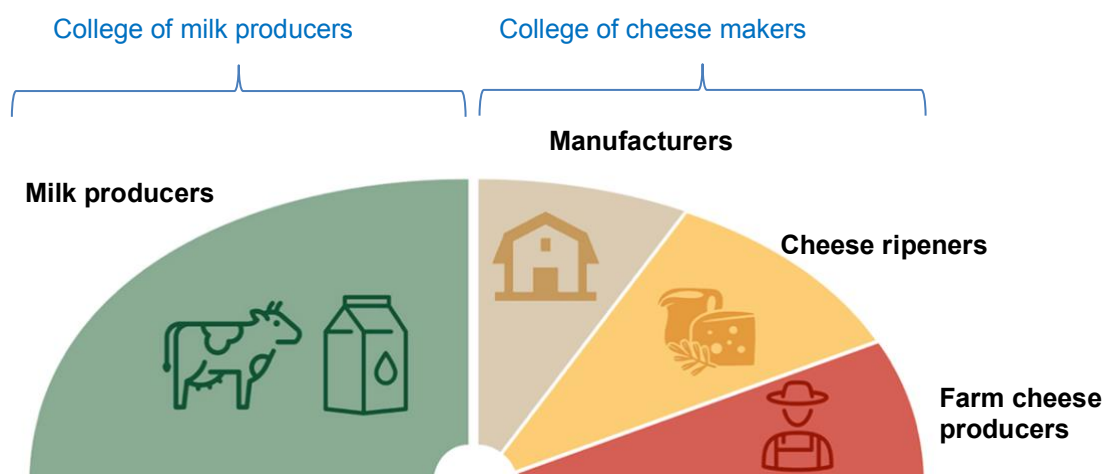 College of milk producers
College of cheese makers
Manufacturers
Milk producers
Cheese ripeners
Farm cheese
producers